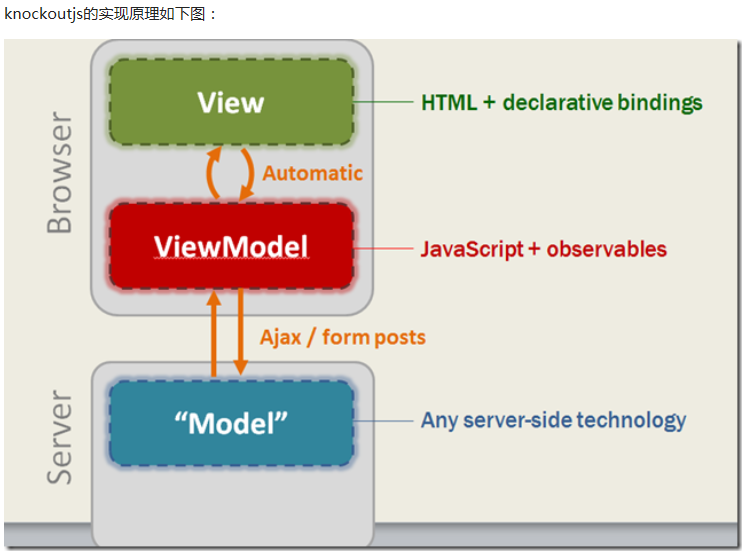 knockoutjs的实现原理如下图：
Browser
View
HTML + declarative bindings
Automatic
ViewModel
JavaScript + observables
Ajax / form posts
Server
“Model”
Any server-side technology